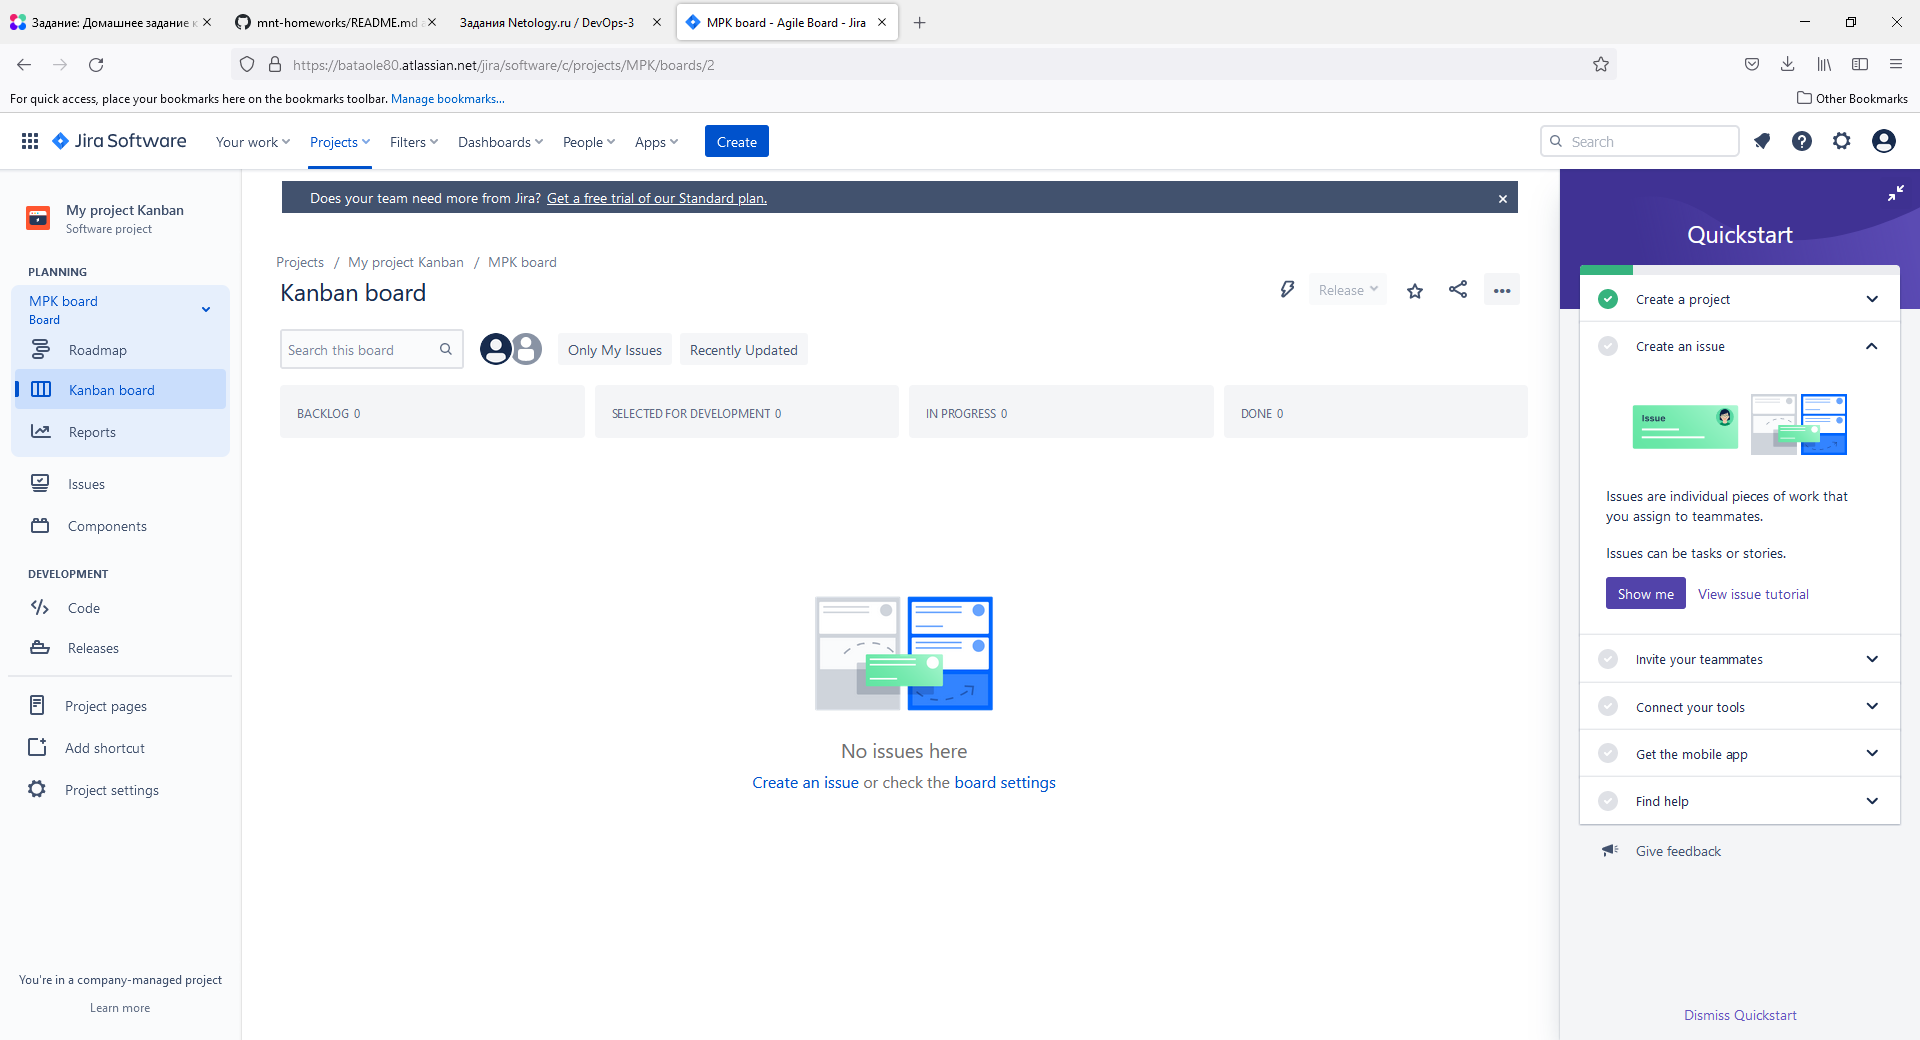 Задание: Домашнее задание к
mnt-homeworks/README.md a
Задания Netology.ru / DevOps-3
MPK board - Agile Board - Jira
https://bataole80.atlassian.net/jira/software/c/projects/MPK/boards/2
For quick access, place your bookmarks here on the bookmarks toolbar. Manage bookmarks...
Other Bookmarks
Jira Software
Your work
Projects
Filters
Dashboards
People
Apps
Create
Search
My project Kanban
Software project
PLANNING
MPK board
Board
Roadmap
Kanban board
Reports
Issues
Components
DEVELOPMENT
Code
Releases
Project pages
Add shortcut
Project settings
You're in a company-managed project
Learn more
Does your team need more from Jira? Get a free trial of our Standard plan.
Projects / My project Kanban / MPK board
Kanban board
Release
Search this board
Only My Issues
Recently Updated
BACKLOG 0
SELECTED FOR DEVELOPMENT 0
IN PROGRESS 0
DONE 0
No issues here
Create an issue or check the board settings
Quickstart
Create a project
Create an issue
Issue
Issues are individual pieces of work that
you assign to teammates.
Issues can be tasks or stories.
Show me
View issue tutorial
Invite your teammates
Connect your tools
Get the mobile app
Find help
Give feedback
Dismiss Quickstart